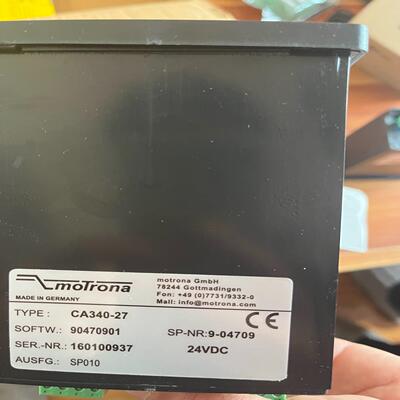 moTrona
MADE IN GERMANY
motrona GmbH
78244 Gottmadingen
Fon: +49 (0)7731/9332-0
Mail: info@motrona.com
TYPE : CA340-27
CE
SOFTW.: 90470901 SP-NR:9-04709
SER.-NR.: 160100937 24VDC
AUSFG.: SP010